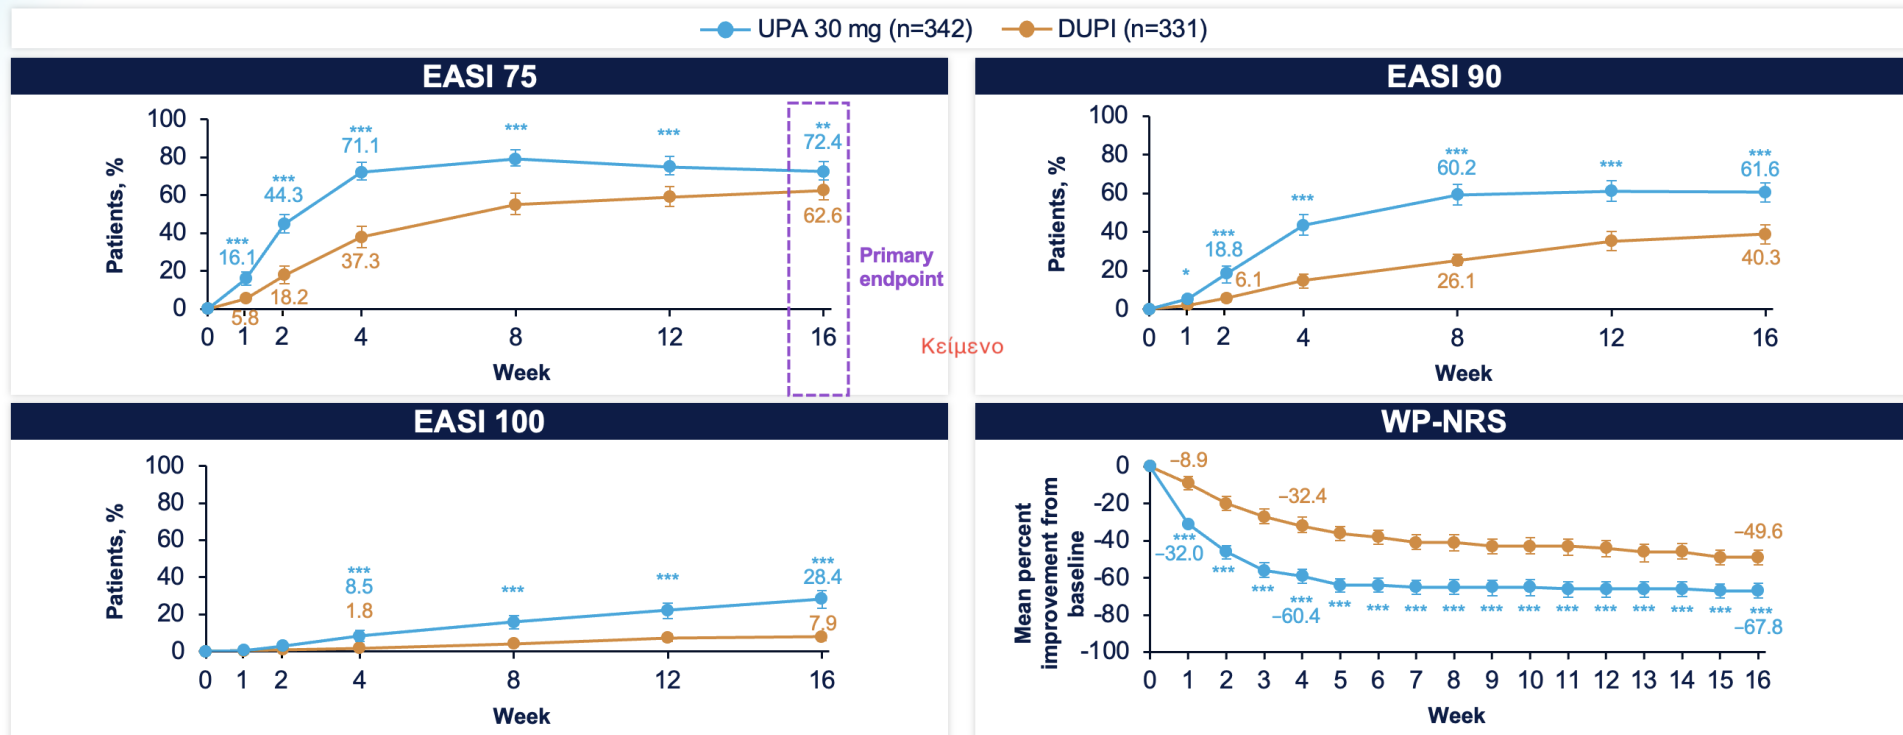 UPA 30 mg (n=342) DUPI (n=331)
EASI 75
Patients, %
100
80
60
40
20
0
***
16.1
***
44.3
***
71.1
***
***
**
72.4
5.8
18.2
37.3
62.6
Primary
endpoint
0 1 2 4 8 12 16
Week
EASI 90
Patients, %
100
80
60
40
20
0
*
***
18.8
***
***
60.2
***
***
61.6
6.1
26.1
40.3
0 1 2 4 8 12 16
Week
Κείμενο
EASI 100
Patients, %
100
80
60
40
20
0
***
8.5
1.8
***
***
***
28.4
7.9
0 1 2 4 8 12 16
Week
WP-NRS
Mean percent
improvement from
baseline
0
-20
-40
-60
-80
-100
−8.9
−32.4
−49.6
***
−32.0
***
***
***
−60.4
*** *** *** *** *** *** *** *** *** *** *** ***
−67.8
0 1 2 3 4 5 6 7 8 9 10 11 12 13 14 15 16
Week